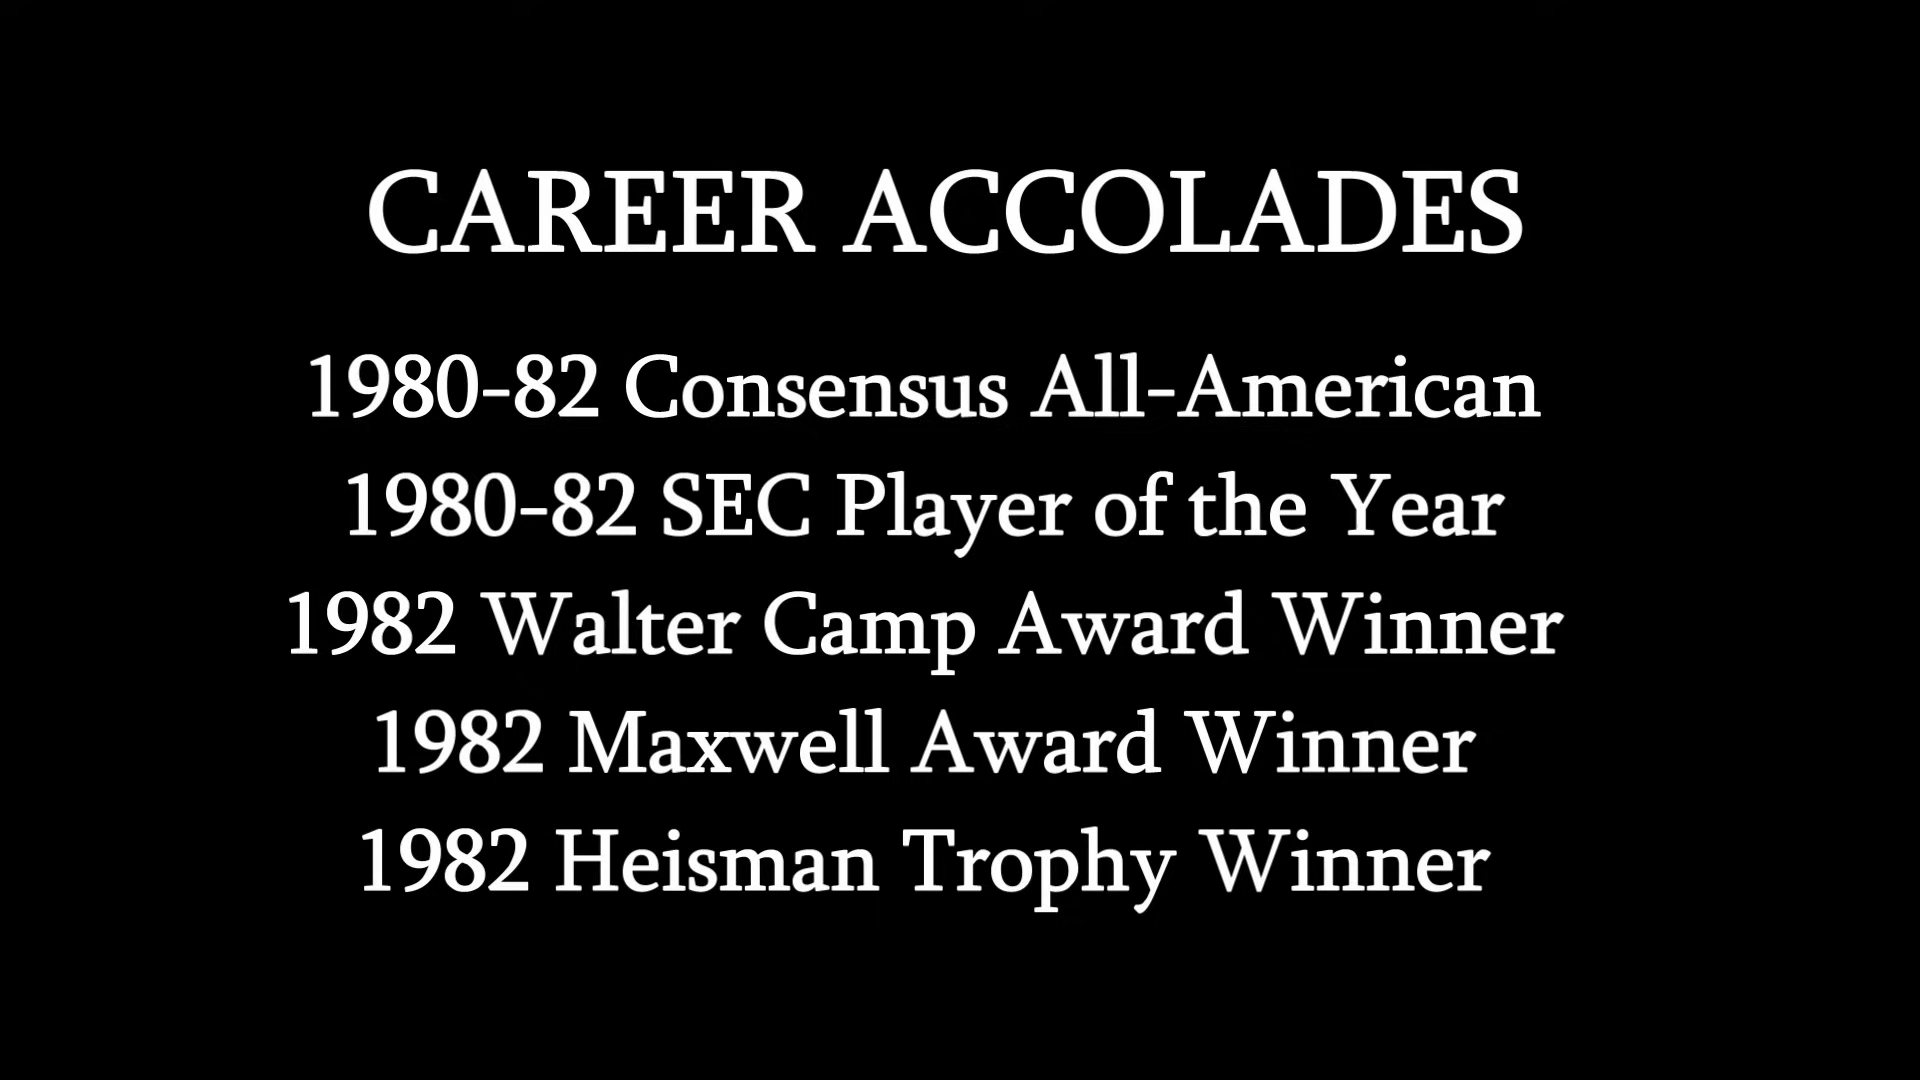 CAREER ACCOLADES
1980-82 Consensus All-American
1980-82 SEC Player of the Year
1982 Walter Camp Award Winner
1982 Maxwell Award Winner
1982 Heisman Trophy Winner